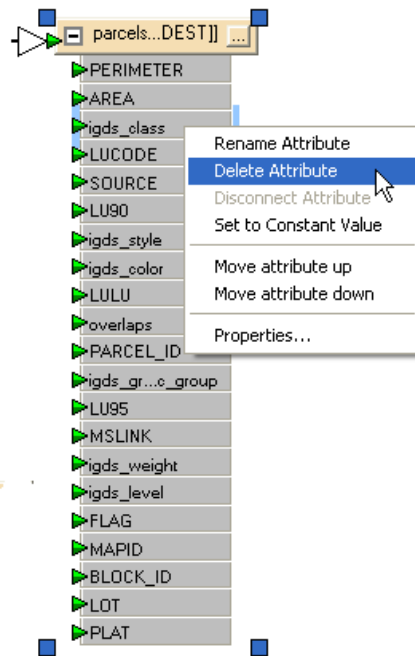 parcels...DEST]] ...
PERIMETER
AREA
igds_class
Rename Attribute
LUCODE
Delete Attribute
SOURCE
Disconnect Attribute
LU90
Set to Constant Value
igds_style
igds_color
Move attribute up
LULU
Move attribute down
overlaps
Properties...
PARCEL_ID
igds_gr...c_group
LU95
MSLINK
igds_weight
igds_level
FLAG
MAPID
BLOCK_ID
LOT
PLAT